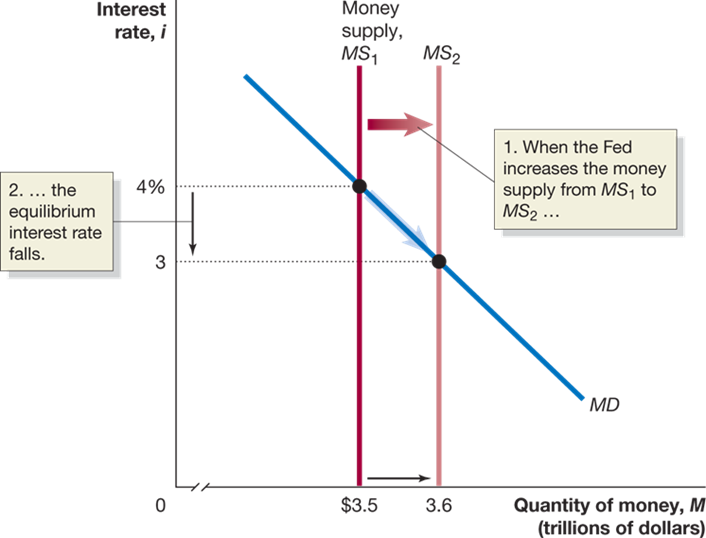 Interest
rate, i
Money
supply,
MS1
MS2
1. When the Fed
increases the money
supply from MS1 to
MS2 …
2. … the
equilibrium
interest rate
falls.
4%
3
MD
0
$3.5
3.6
Quantity of money, M
(trillions of dollars)